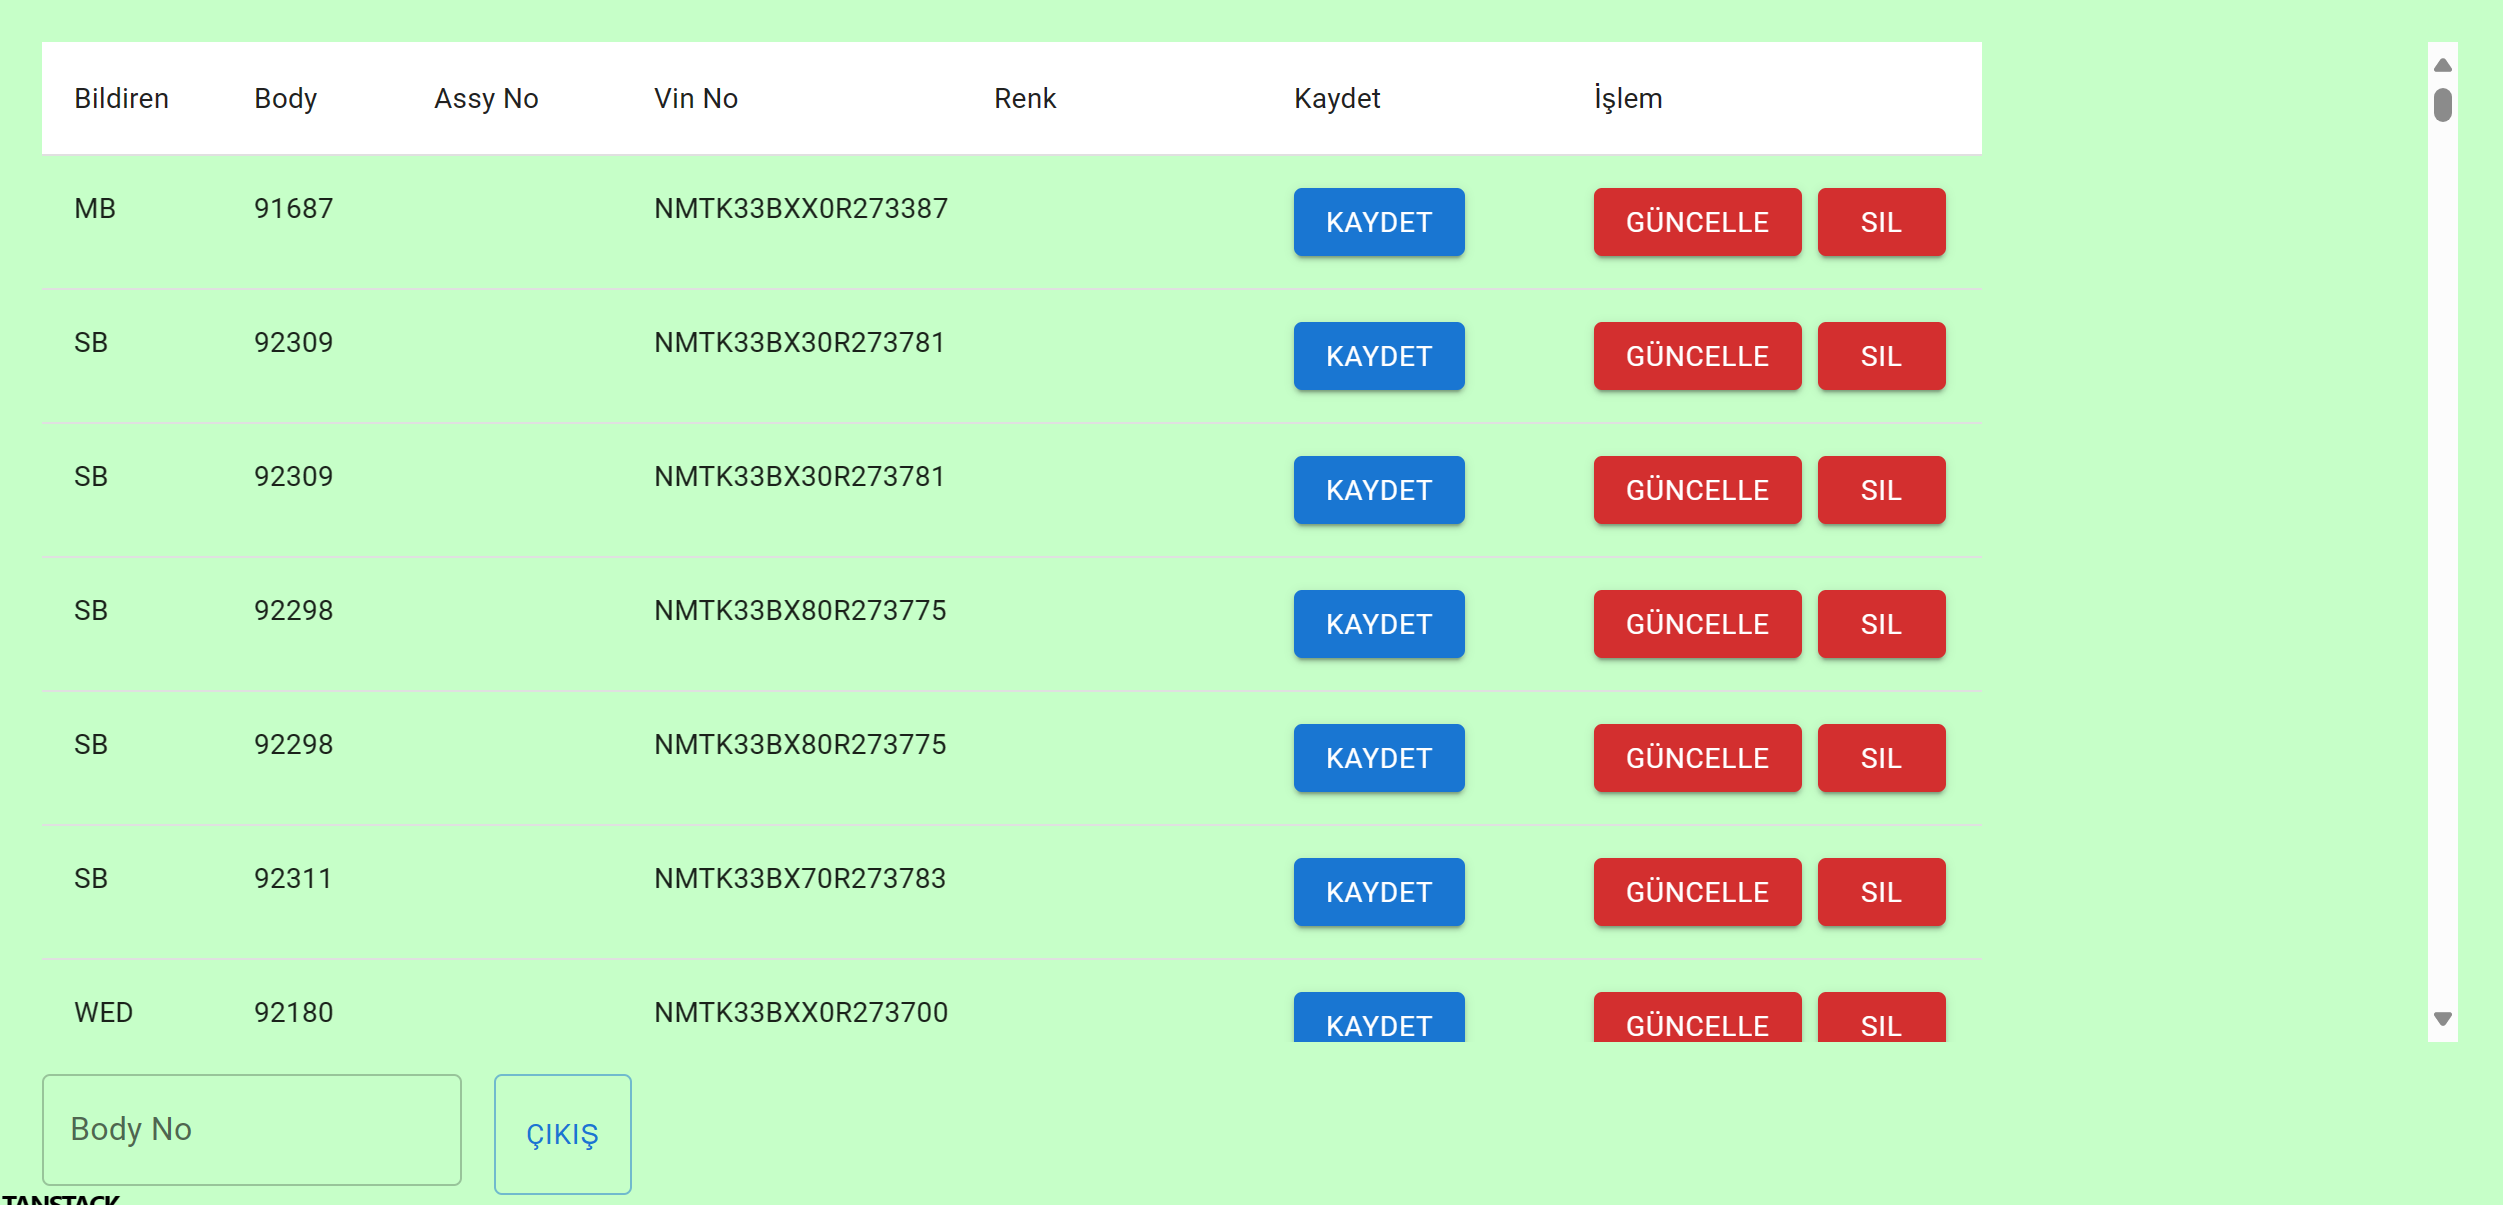 Bildiren Body Assy No Vin No Renk Kaydet İşlem
MB 91687 NMTK33BXX0R273387 KAYDET GÜNCELLE SIL
SB 92309 NMTK33BX30R273781 KAYDET GÜNCELLE SIL
SB 92309 NMTK33BX30R273781 KAYDET GÜNCELLE SIL
SB 92298 NMTK33BX80R273775 KAYDET GÜNCELLE SIL
SB 92298 NMTK33BX80R273775 KAYDET GÜNCELLE SIL
SB 92311 NMTK33BX70R273783 KAYDET GÜNCELLE SIL
WED 92180 NMTK33BXX0R273700 KAYDET GÜNCELLE SIL
Body No ÇIKIŞ
TANSTACK